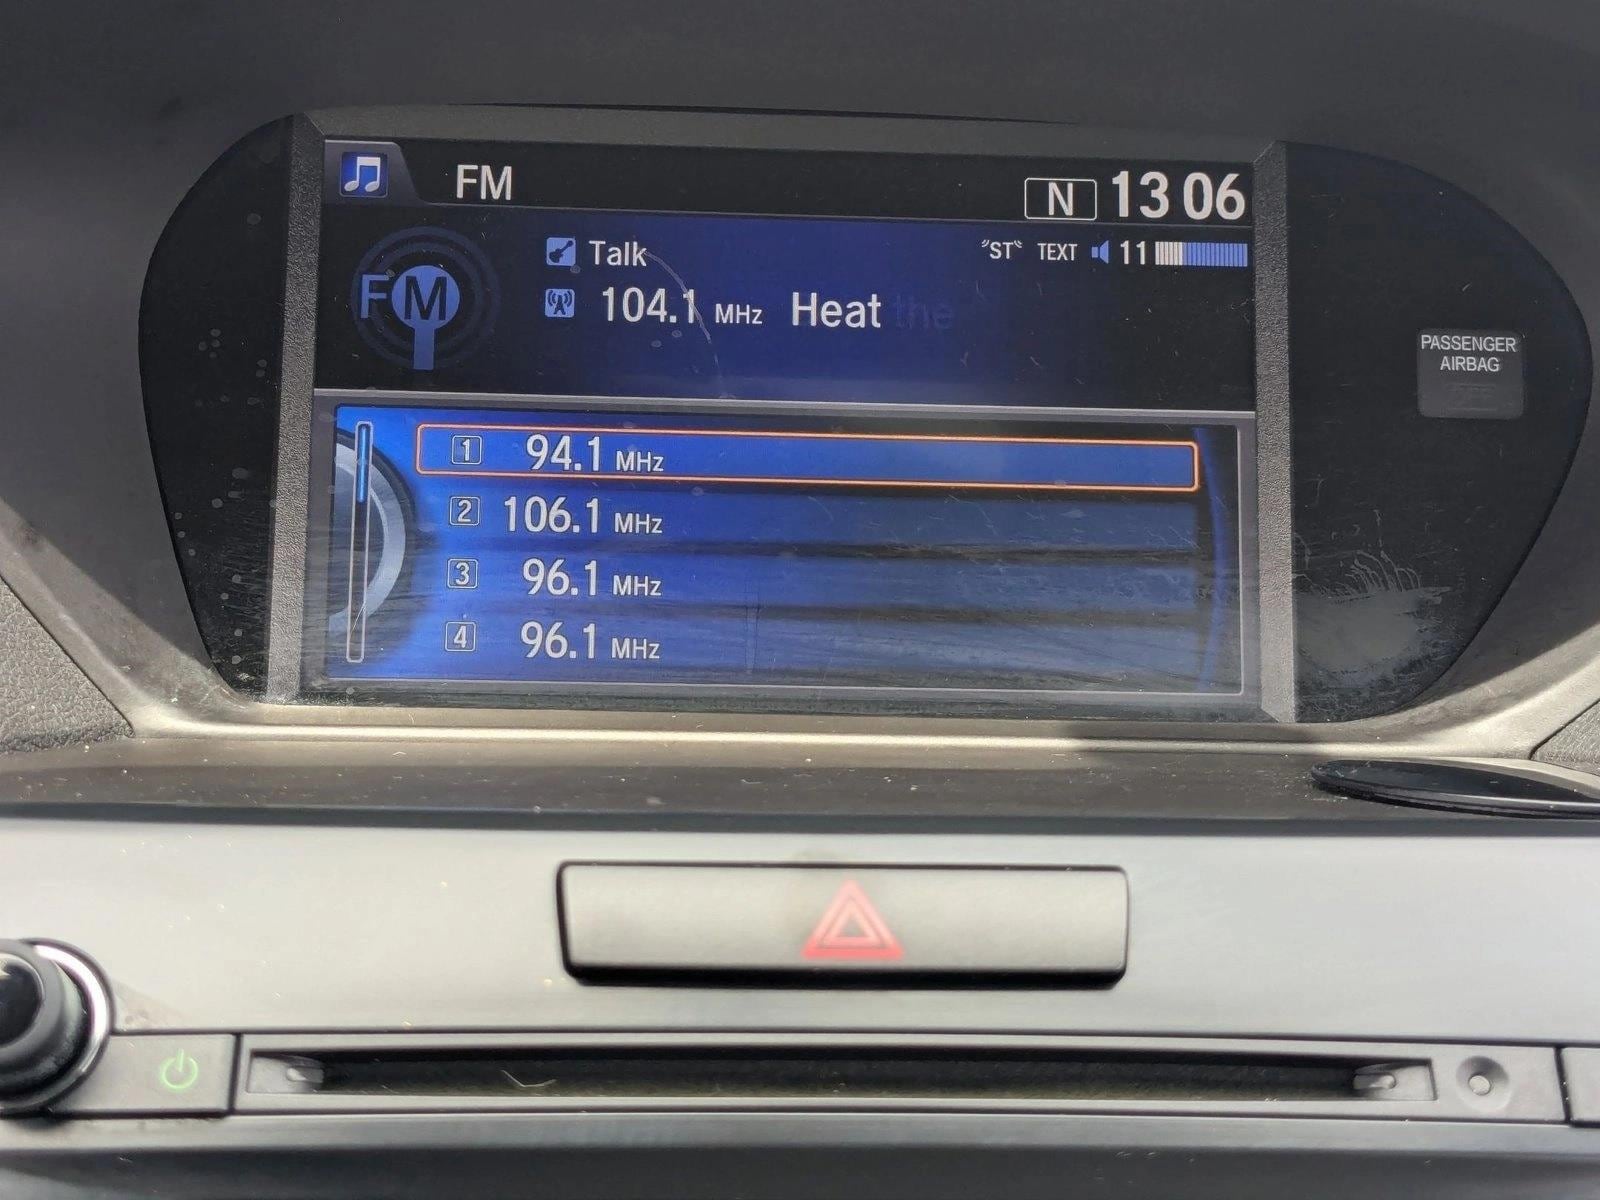 FM
N 13 06
FM
Talk
"ST" TEXT 11
104.1 MHz Heat the
1 94.1 MHz
2 106.1 MHz
3 96.1 MHz
4 96.1 MHz
PASSENGER
AIRBAG
OFF